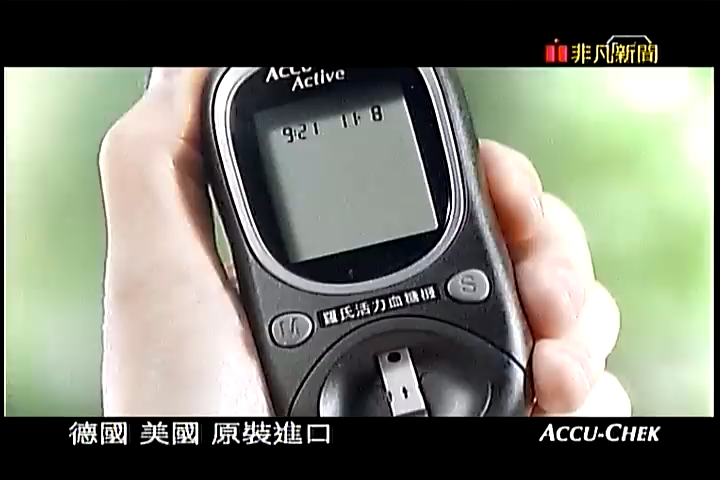 非凡新聞
ACCU
Active
9:21 11-8
M
S
羅氏活力血糖機
德國 美國 原裝進口
ACCU-CHEK